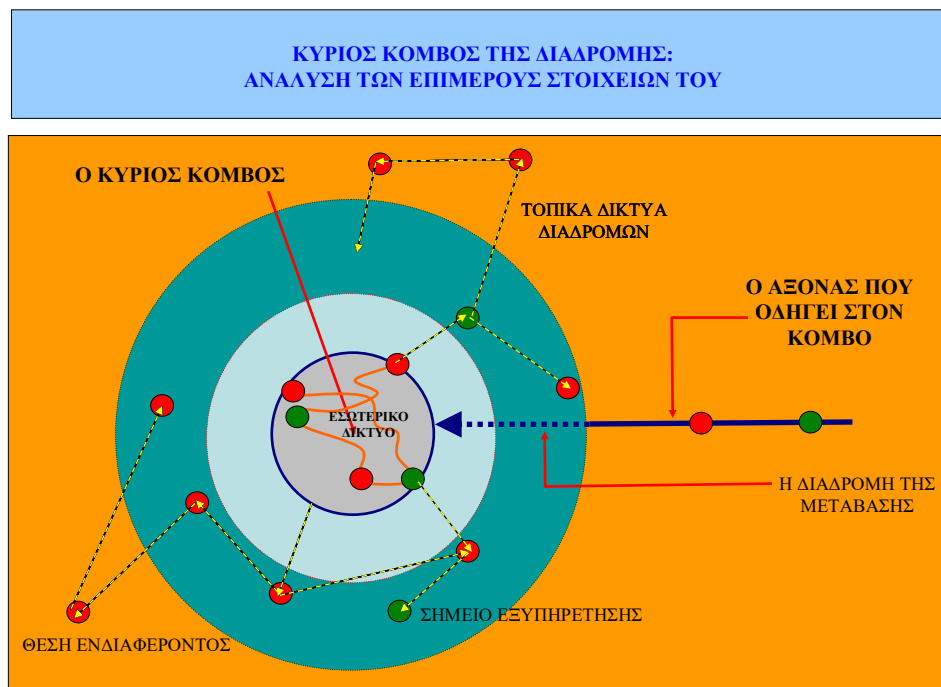 ΚΥΡΙΟΣ ΚΟΜΒΟΣ ΤΗΣ ΔΙΑΔΡΟΜΗΣ:
ΑΝΑΛΥΣΗ ΤΩΝ ΕΠΙΜΕΡΟΥΣ ΣΤΟΙΧΕΙΩΝ ΤΟΥ
Ο ΚΥΡΙΟΣ ΚΟΜΒΟΣ
ΤΟΠΙΚΑ ΔΙΚΤΥΑ
ΔΙΑΔΡΟΜΩΝ
Ο ΑΞΟΝΑΣ ΠΟΥ
ΟΔΗΓΕΙ ΣΤΟΝ
ΚΟΜΒΟ
ΕΣΩΤΕΡΙΚΟ
ΔΙΚΤΥΟ
Η ΔΙΑΔΡΟΜΗ ΤΗΣ
ΜΕΤΑΒΑΣΗΣ
ΣΗΜΕΙΟ ΕΞΥΠΗΡΕΤΗΣΗΣ
ΘΕΣΗ ΕΝΔΙΑΦΕΡΟΝΤΟΣ